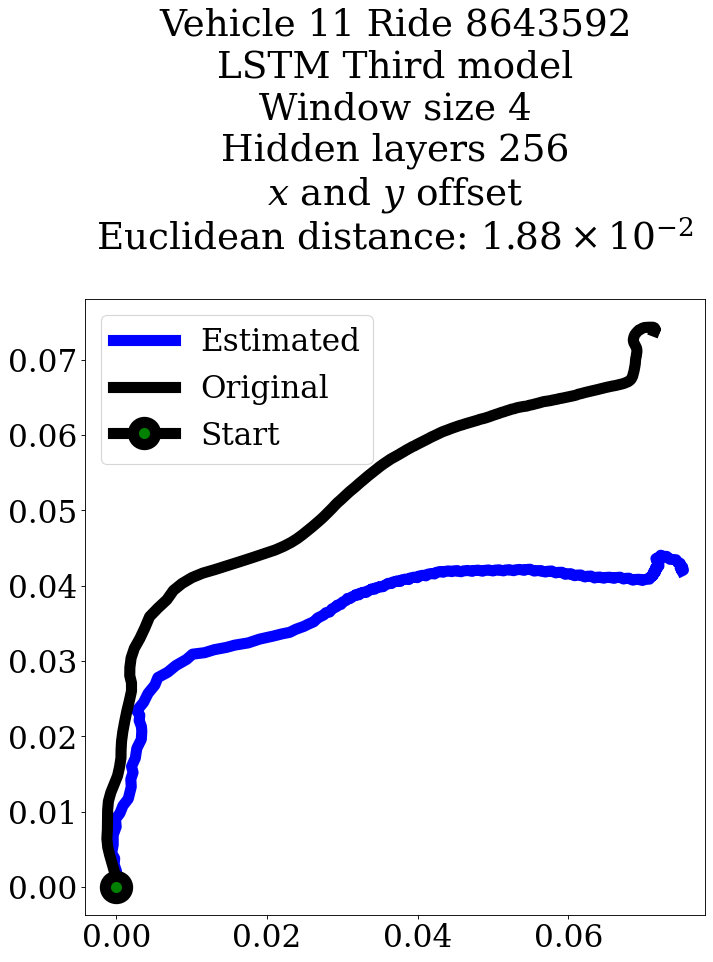 Vehicle 11 Ride 8643592
LSTM Third model
Window size 4
Hidden layers 256
x and y offset
Euclidean distance: 1.88 × 10⁻²
Estimated
Original
Start
0.07
0.06
0.05
0.04
0.03
0.02
0.01
0.00
0.00 0.02 0.04 0.06